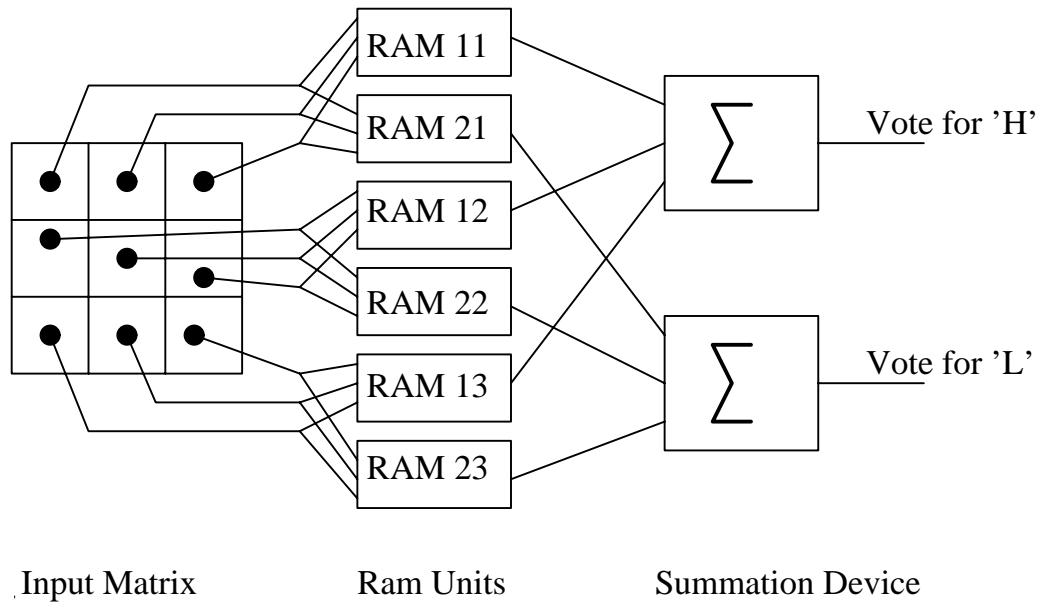 RAM 11
RAM 21
Vote for ’H’
RAM 12
RAM 22
RAM 13
Vote for ’L’
RAM 23
Input Matrix Ram Units Summation Device